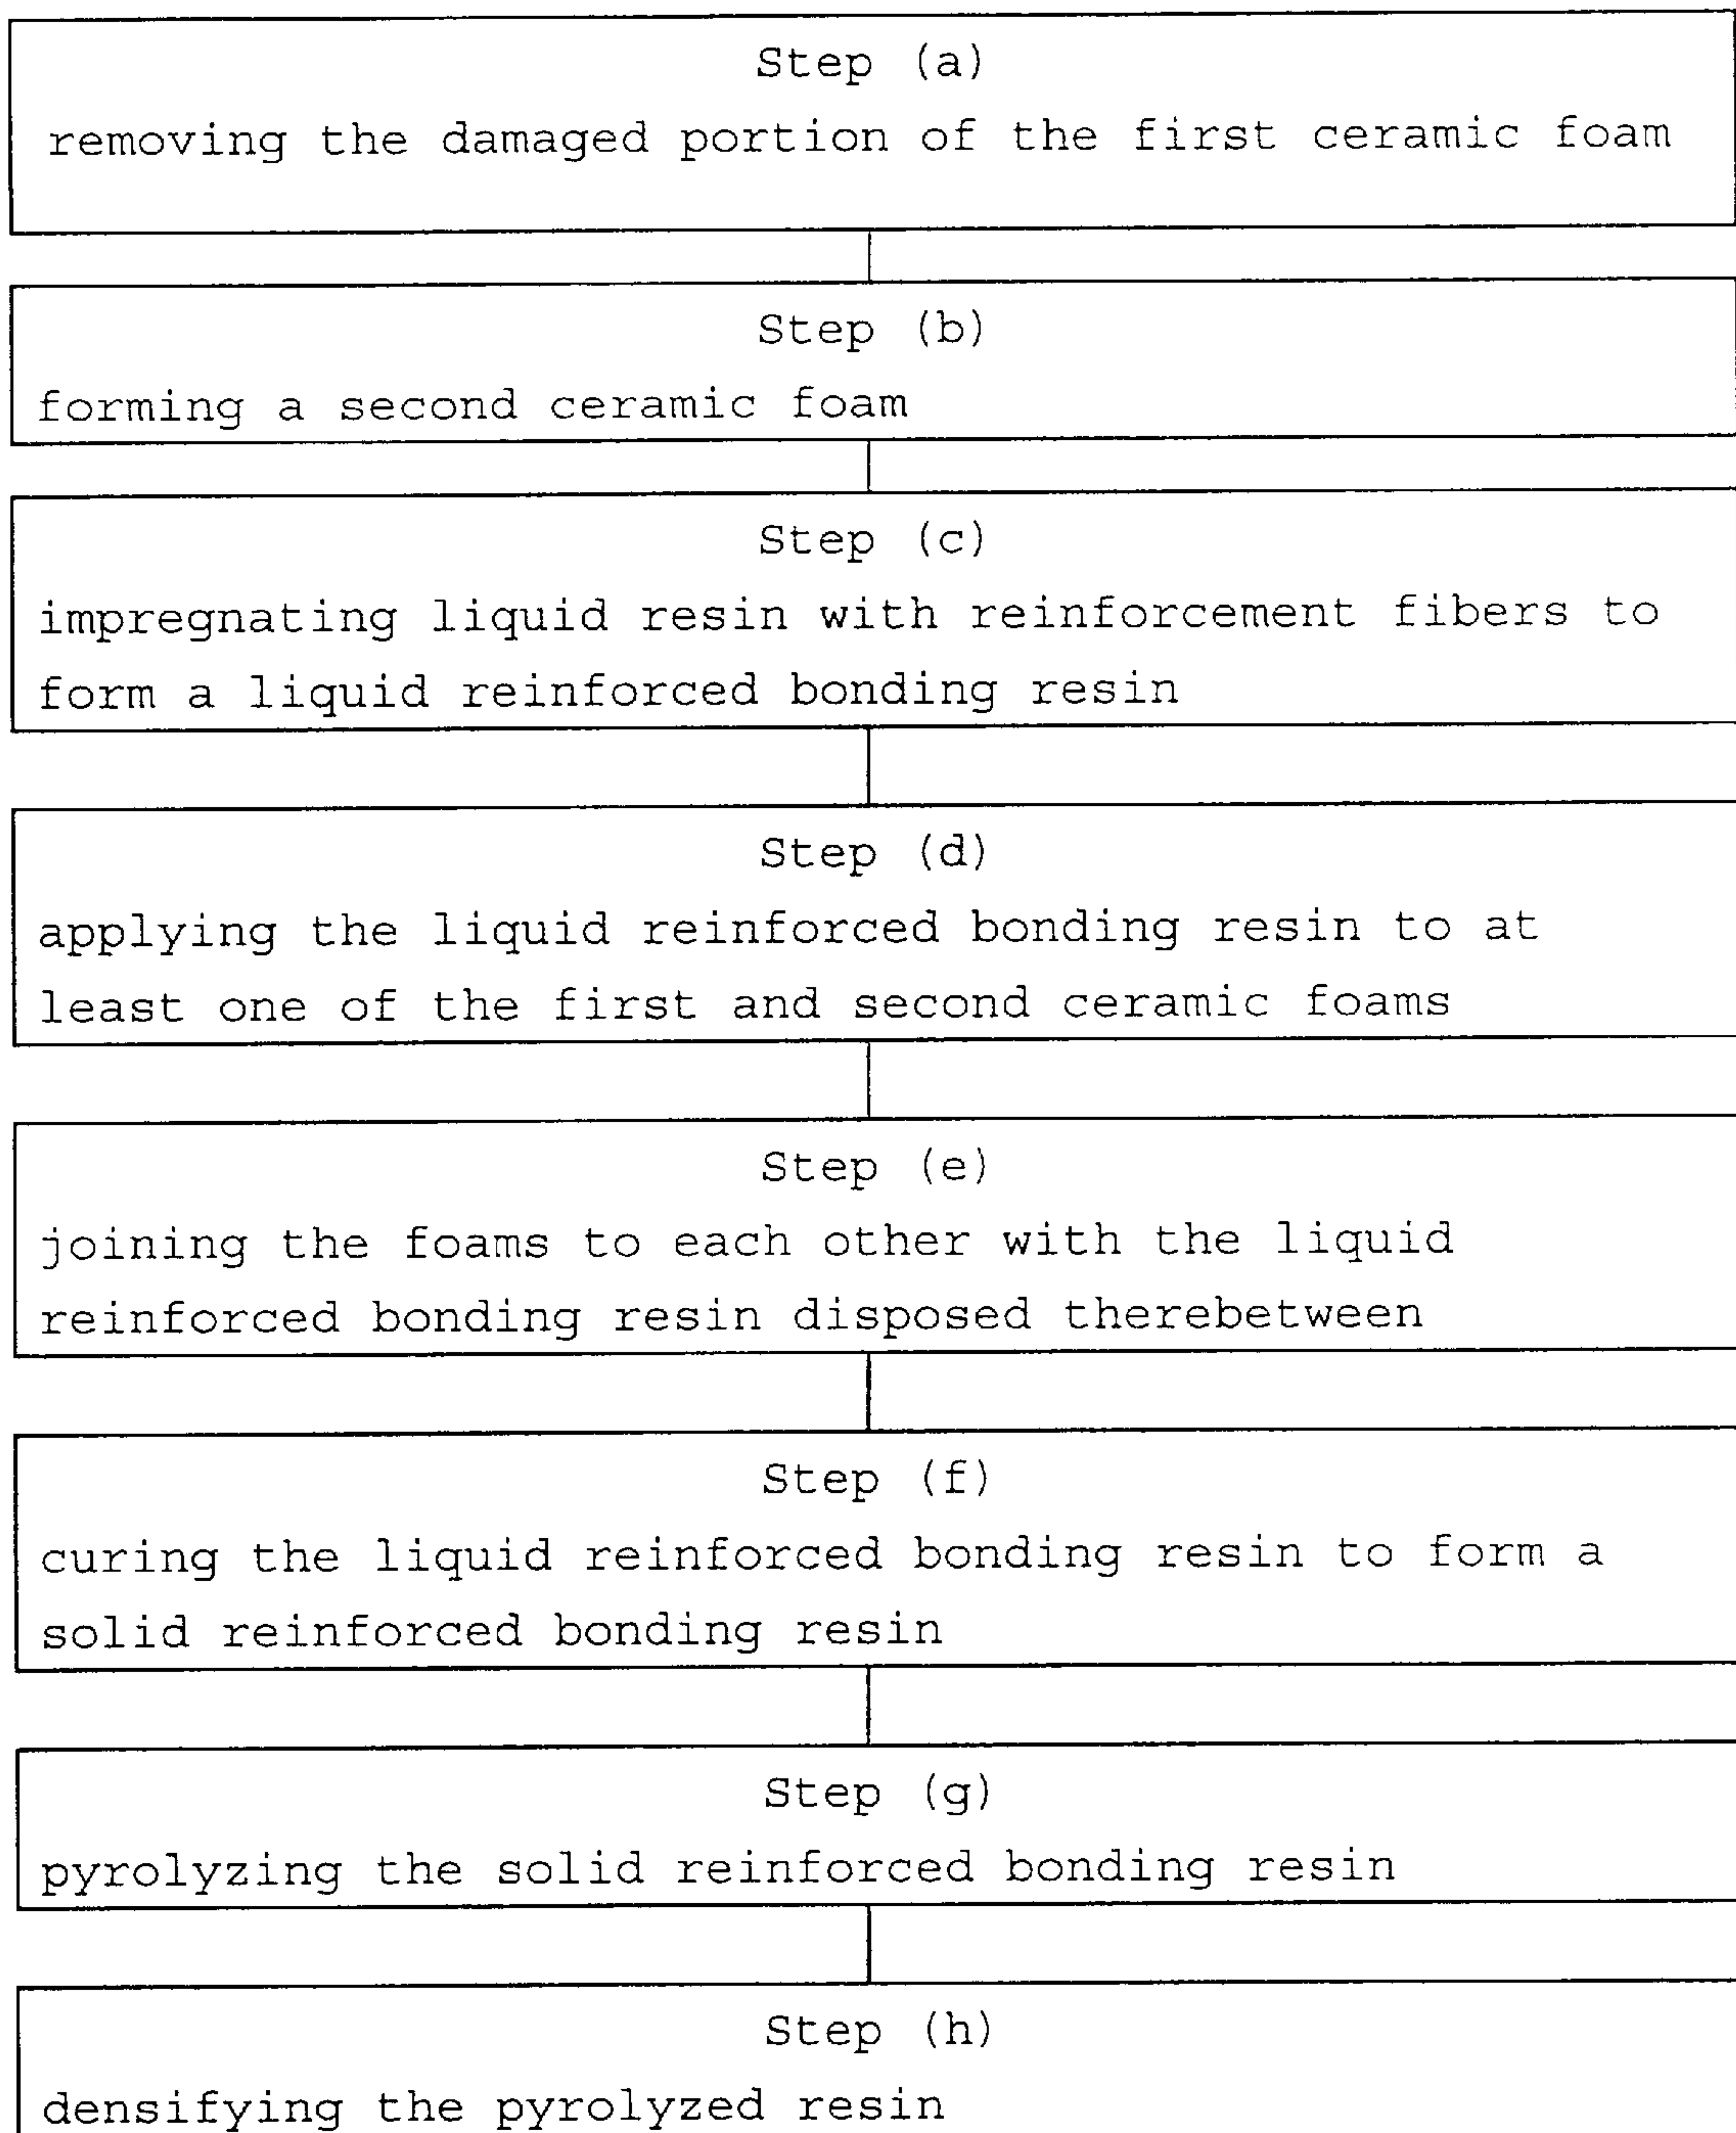 Step (a)
removing the damaged portion of the first ceramic foam
Step (b)
forming a second ceramic foam
Step (c)
impregnating liquid resin with reinforcement fibers to
form a liquid reinforced bonding resin
Step (d)
applying the liquid reinforced bonding resin to at
least one of the first and second ceramic foams
Step (e)
joining the foams to each other with the liquid
reinforced bonding resin disposed therebetween
Step (f)
curing the liquid reinforced bonding resin to form a
solid reinforced bonding resin
Step (g)
pyrolyzing the solid reinforced bonding resin
Step (h)
densifying the pyrolyzed resin